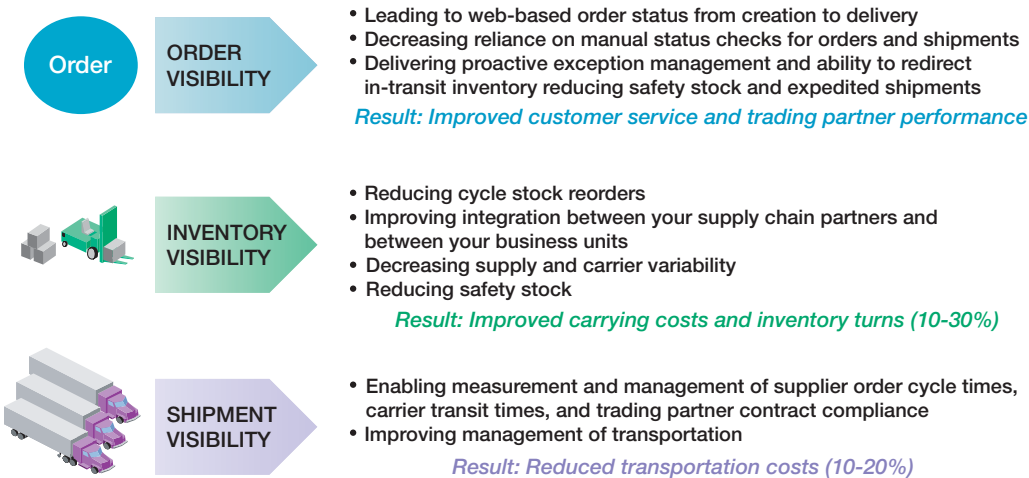 Order
ORDER
VISIBILITY
• Leading to web-based order status from creation to delivery
• Decreasing reliance on manual status checks for orders and shipments
• Delivering proactive exception management and ability to redirect
in-transit inventory reducing safety stock and expedited shipments
Result: Improved customer service and trading partner performance
INVENTORY
VISIBILITY
• Reducing cycle stock reorders
• Improving integration between your supply chain partners and
between your business units
• Decreasing supply and carrier variability
• Reducing safety stock
Result: Improved carrying costs and inventory turns (10-30%)
SHIPMENT
VISIBILITY
• Enabling measurement and management of supplier order cycle times,
carrier transit times, and trading partner contract compliance
• Improving management of transportation
Result: Reduced transportation costs (10-20%)